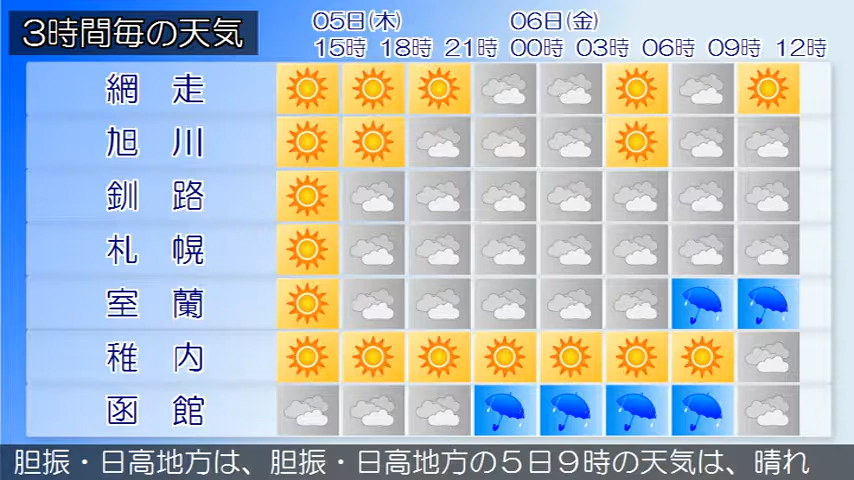 3時間毎の天気
05日(木) 06日(金)
15時 18時 21時 00時 03時 06時 09時 12時
網走
旭川
釧路
札幌
室蘭
稚内
函館
胆振・日高地方は、胆振・日高地方の5日9時の天気は、晴れ